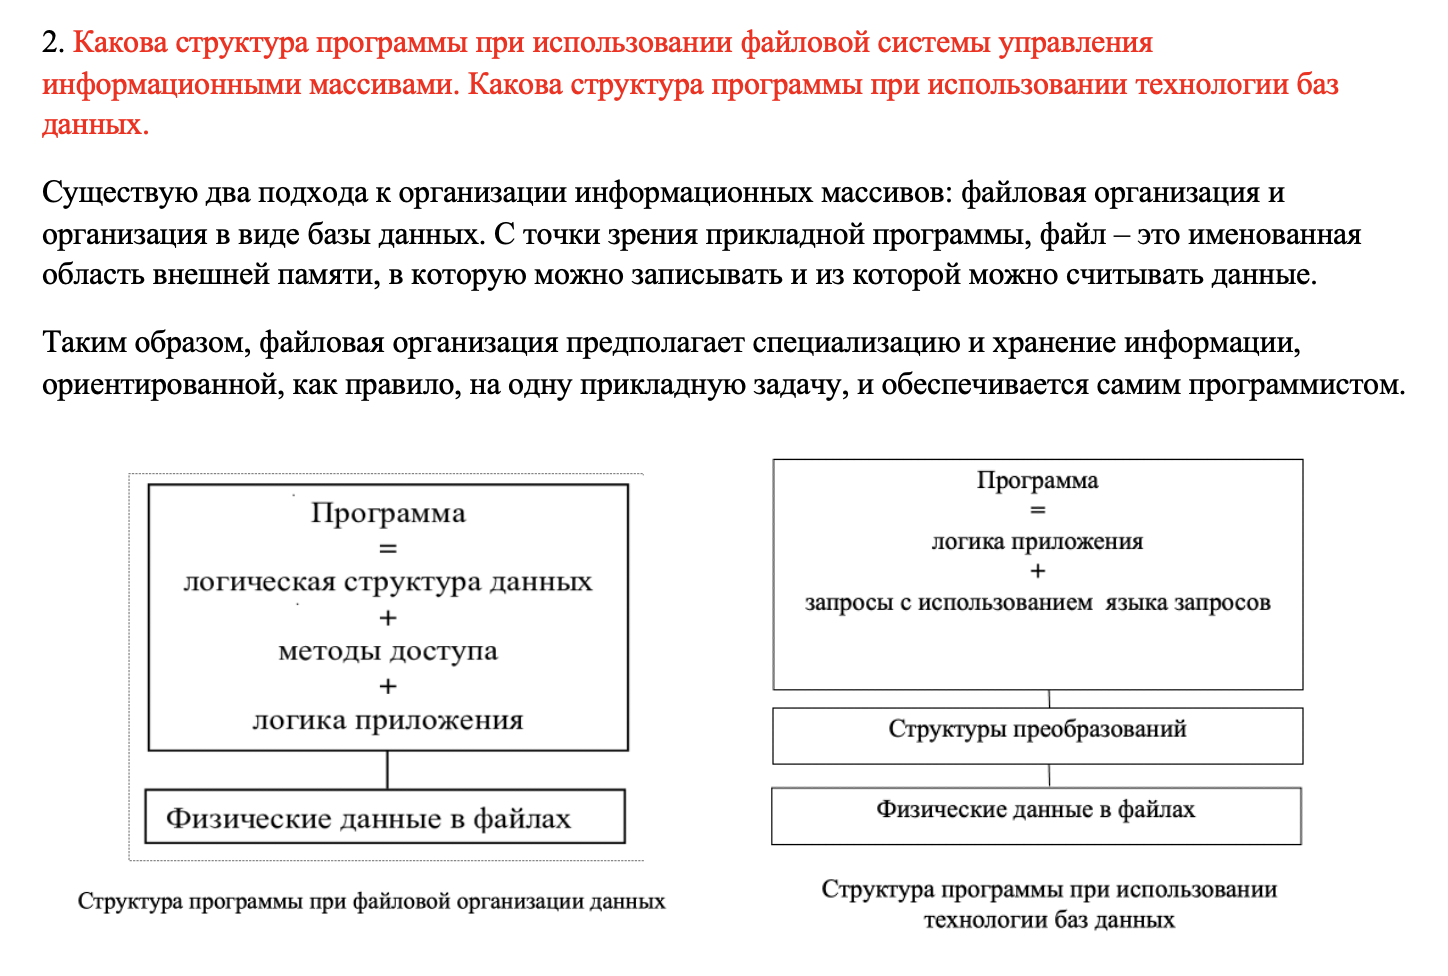 2. Какова структура программы при использовании файловой системы управления
информационными массивами. Какова структура программы при использовании технологии баз
данных.
Существую два подхода к организации информационных массивов: файловая организация и
организация в виде базы данных. С точки зрения прикладной программы, файл – это именованная
область внешней памяти, в которую можно записывать и из которой можно считывать данные.
Таким образом, файловая организация предполагает специализацию и хранение информации,
ориентированной, как правило, на одну прикладную задачу, и обеспечивается самим программистом.
Программа
=
логическая структура данных
+
методы доступа
+
логика приложения
Физические данные в файлах
Структура программы при файловой организации данных
Программа
=
логика приложения
+
запросы с использованием языка запросов
Структуры преобразований
Физические данные в файлах
Структура программы при использовании
технологии баз данных